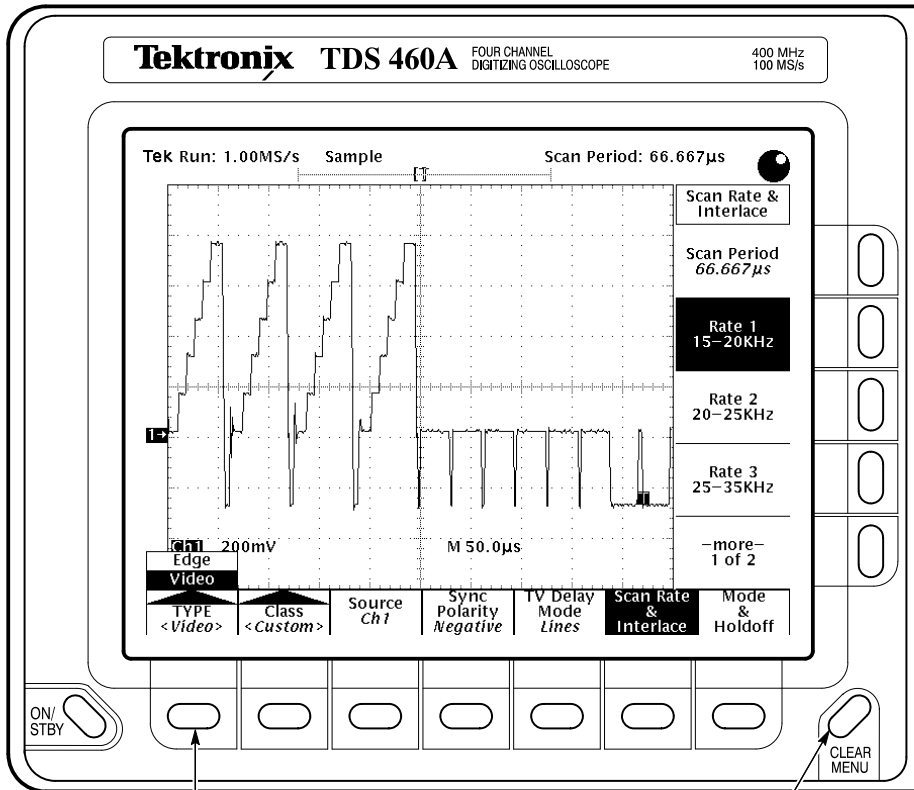 Tektronix TDS 460A FOUR CHANNEL
DIGITIZING OSCILLOSCOPE
400 MHz
100 MS/s
Tek Run: 1.00MS/s Sample Scan Period: 66.667µs
[T]
Scan Rate &
Interlace
Scan Period
66.667µs
Rate 1
15–20KHz
Rate 2
20–25KHz
Rate 3
25–35KHz
–more–
1 of 2
1→
T
Ch1 200mV M 50.0µs
Edge
Video
TYPE
<Video>
Class
<Custom>
Source
Ch1
Sync
Polarity
Negative
TV Delay
Mode
Lines
Scan Rate
&
Interlace
Mode
&
Holdoff
ON/
STBY
CLEAR
MENU